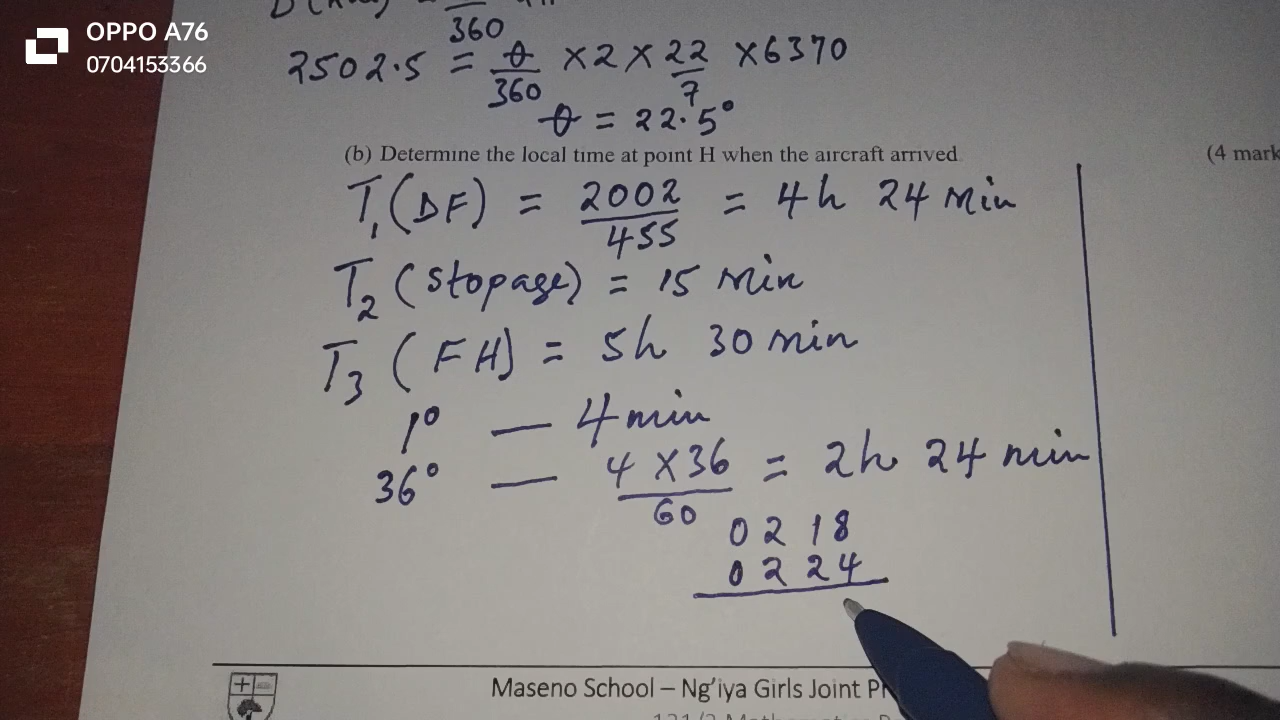 OPPO A76
0704153366
360
2502.5 = θ/360 × 2 × 22/7 × 6370
θ = 22.5°
(b) Determine the local time at point H when the aircraft arrived
(4 mark
T₁ (DF) = 2002/455 = 4h 24 Min
T₂ (Stopage) = 15 Min
T₃ (FH) = 5h 30 min
1° — 4 min
36° — 4 × 36/60 = 2h 24 min
0218
0224
Maseno School – Ng'iya Girls Joint